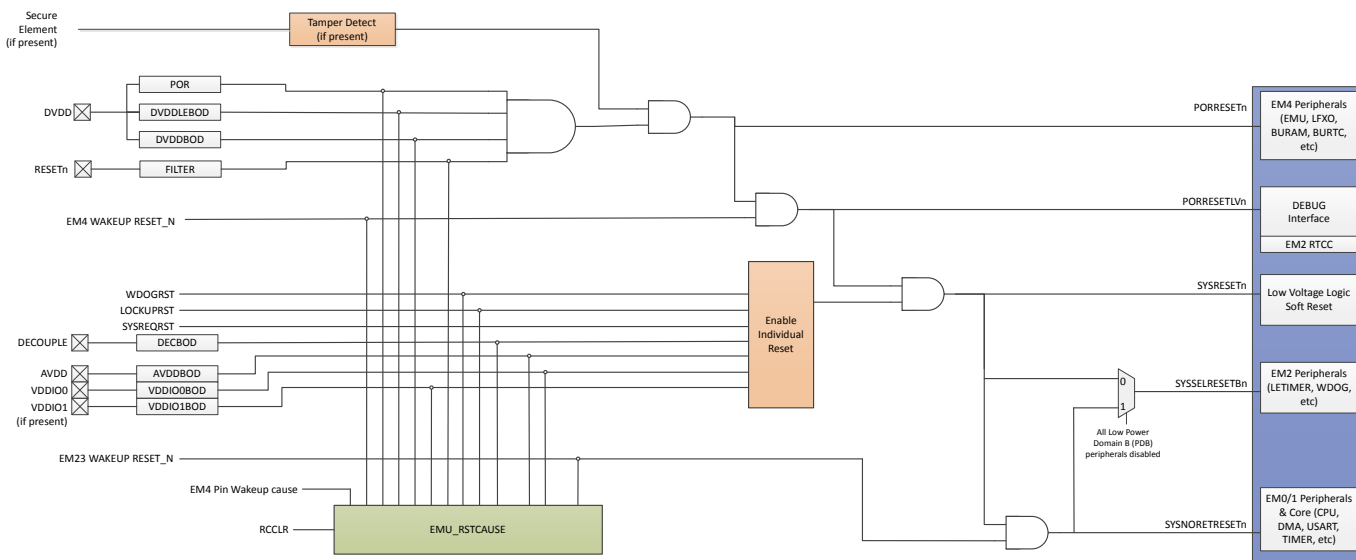 Secure
Element
(if present)
Tamper Detect
(if present)
POR
DVDD
DVDDLEBOD
DVDDBOD
RESETn
FILTER
PORRESETn
EM4 Peripherals
(EMU, LFXO,
BURAM, BURTC,
etc)
EM4 WAKEUP RESET_N
PORRESETLVn
DEBUG
Interface
EM2 RTCC
WDOGRST
LOCKUPRST
SYSREQRST
DECOUPLE
DECBOD
AVDD
AVDDBOD
VDDIO0
VDDIO0BOD
VDDIO1
(if present)
VDDIO1BOD
Enable
Individual
Reset
SYSRESETn
Low Voltage Logic
Soft Reset
0
1
SYSSELRESETBn
EM2 Peripherals
(LETIMER, WDOG,
etc)
All Low Power
Domain B (PDB)
peripherals disabled
EM23 WAKEUP RESET_N
EM4 Pin Wakeup cause
RCCLR
EMU_RSTCAUSE
SYSNORETRESETn
EM0/1 Peripherals
& Core (CPU,
DMA, USART,
TIMER, etc)